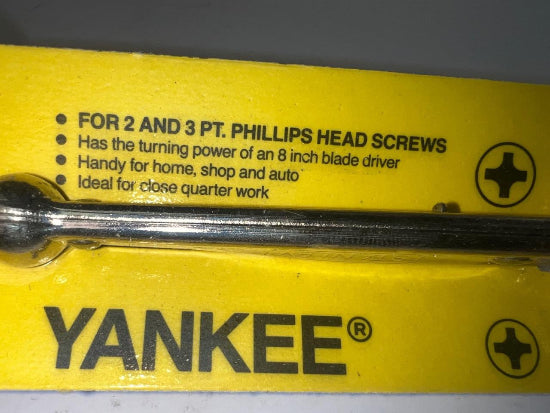 • FOR 2 AND 3 PT. PHILLIPS HEAD SCREWS
• Has the turning power of an 8 inch blade driver
• Handy for home, shop and auto
• Ideal for close quarter work
YANKEE®